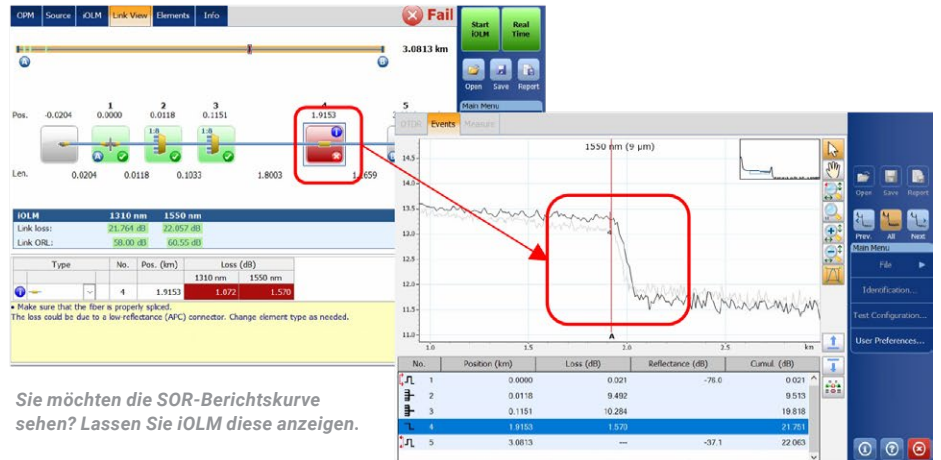 OPM Source iOLM Link View Elements Info
Fail
Start iOLM
Real Time
Open Save Report
Main Menu
3.0813 km
A B
1 2 3 4 5
Pos. -0.0204 0.0000 0.0118 0.1151 1.9153
1:8 1:8
A
Len. 0.0204 0.0118 0.1033 1.8003
iOLM 1310 nm 1550 nm
Link loss: 21.764 dB 22.057 dB
Link ORL: 58.00 dB 60.55 dB
Type No. Pos. (km) Loss (dB)
1310 nm 1550 nm
4 1.9153 1.072 1.570
• Make sure that the fiber is properly spliced.
The loss could be due to a low-reflectance (APC) connector. Change element type as needed.
Sie möchten die SOR-Berichtskurve
sehen? Lassen Sie iOLM diese anzeigen.
OTDR Events Measure
1550 nm (9 µm)
14.5
14.0
13.5
13.0
12.5
12.0
11.5
11.0
4
A
1.0 1.5 2.0 2.5 km
No. Position (km) Loss (dB) Reflectance (dB) Cumul. (dB)
1 0.0000 0.021 -76.0 0.021
2 0.0118 9.492 9.513
3 0.1151 10.284 19.818
4 1.9153 1.570 21.751
5 3.0813 --- -37.1 22.063
Open Save Report
Prev. All Next
Main Menu
File
Identification...
Test Configuration...
User Preferences...